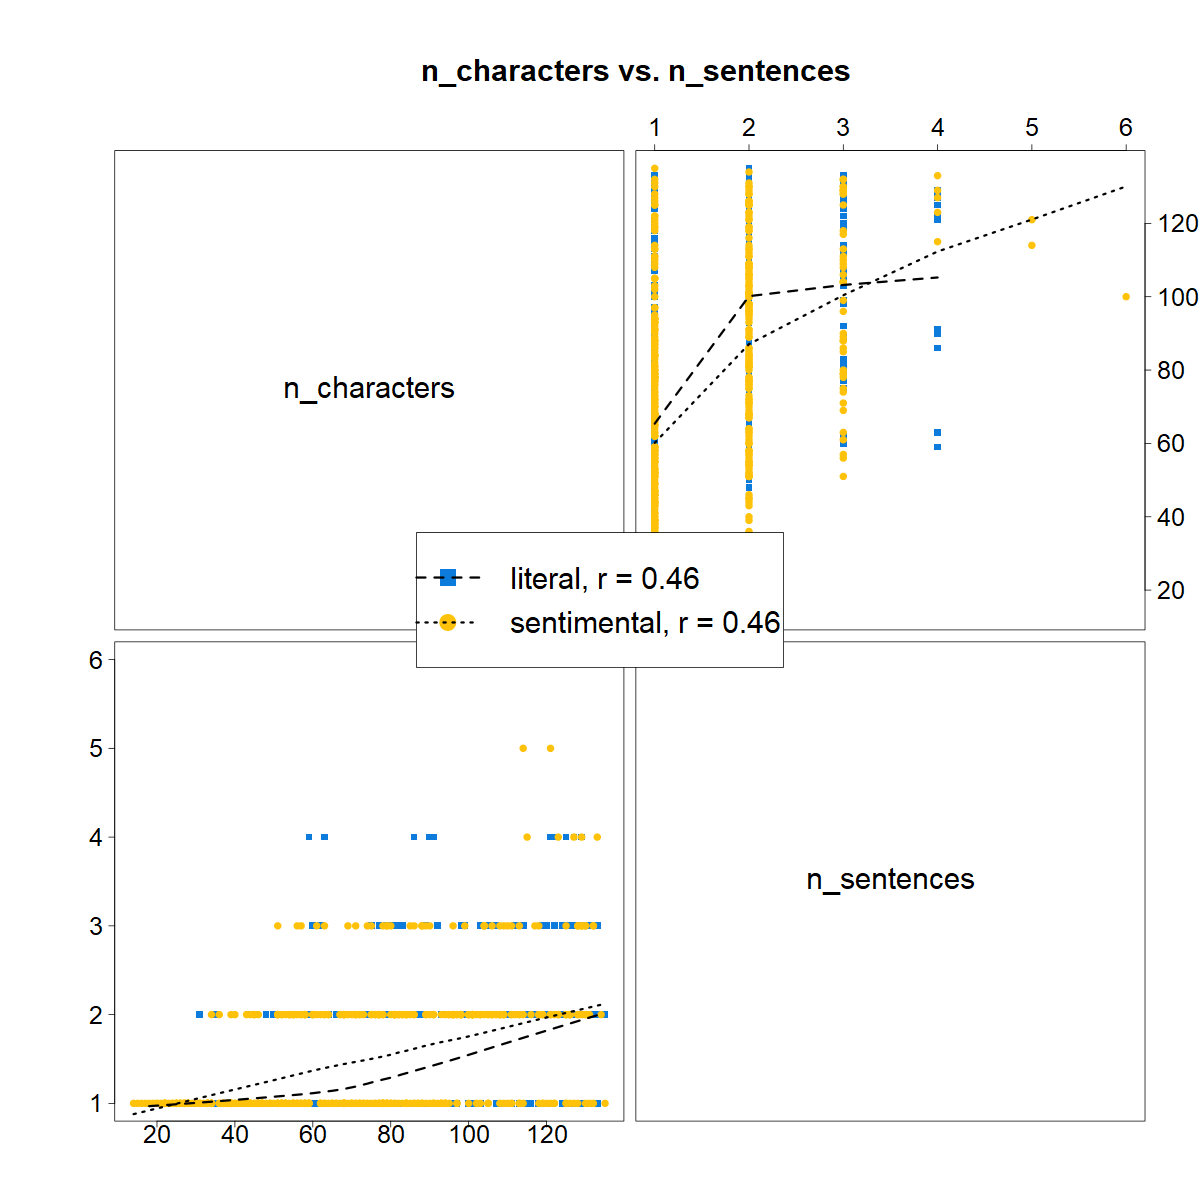 n_characters vs. n_sentences
1 2 3 4 5 6
n_characters
120
100
80
60
40
20
literal, r = 0.46
sentimental, r = 0.46
6
5
4
3
2
1
n_sentences
20 40 60 80 100 120